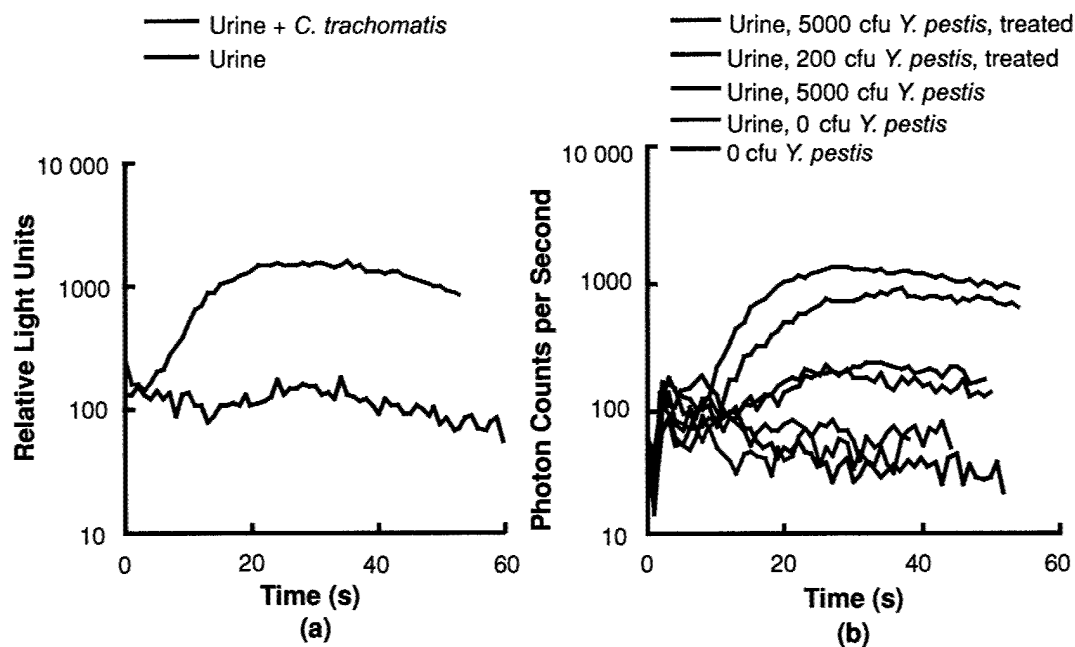 Urine + C. trachomatis
Urine
10 000
1000
100
10
Relative Light Units
0
20
40
60
Time (s)
(a)
Urine, 5000 cfu Y. pestis, treated
Urine, 200 cfu Y. pestis, treated
Urine, 5000 cfu Y. pestis
Urine, 0 cfu Y. pestis
0 cfu Y. pestis
10 000
1000
100
10
Photon Counts per Second
0
20
40
60
Time (s)
(b)